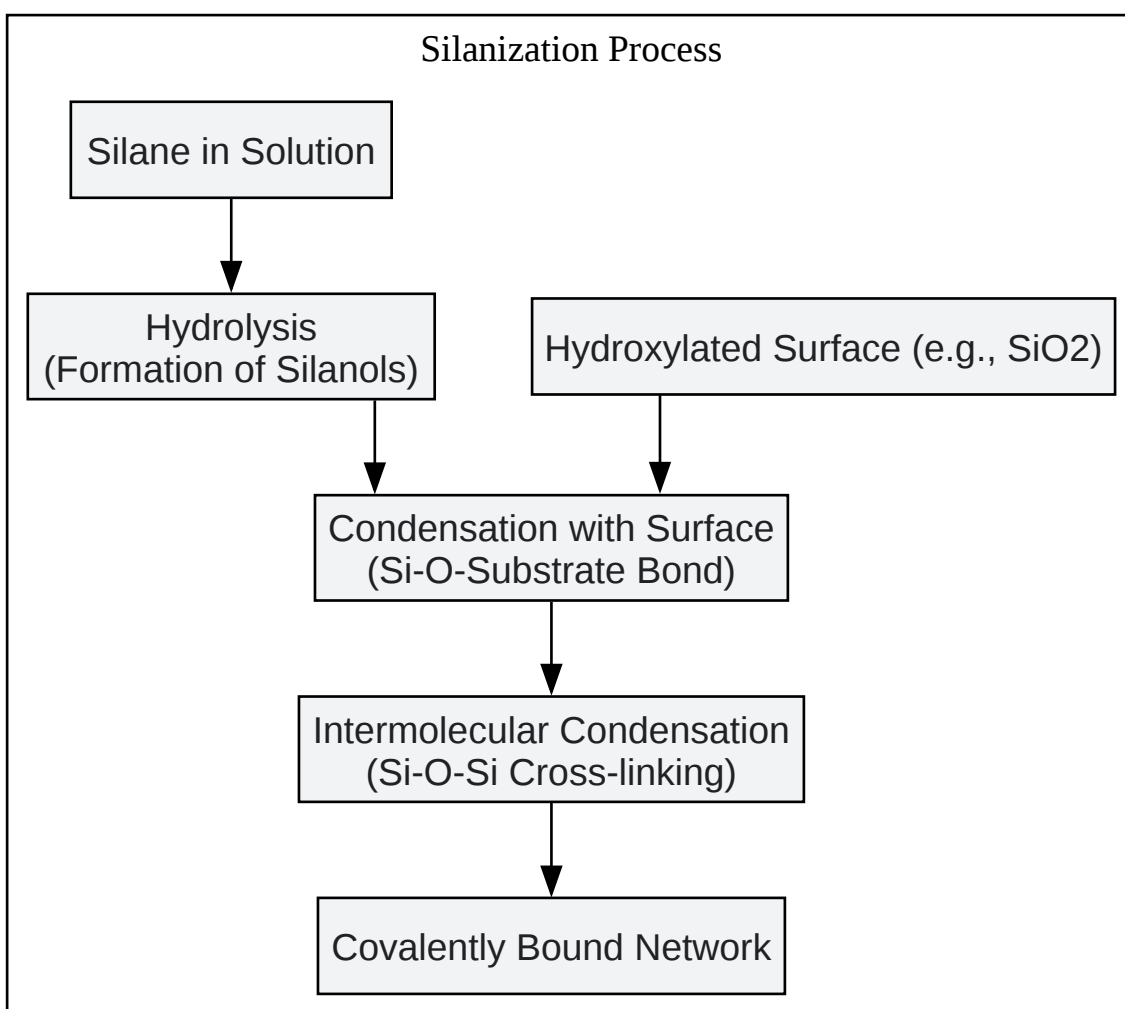 Silanization Process
Silane in Solution
Hydrolysis
(Formation of Silanols)
Hydroxylated Surface (e.g., SiO2)
Condensation with Surface
(Si-O-Substrate Bond)
Intermolecular Condensation
(Si-O-Si Cross-linking)
Covalently Bound Network